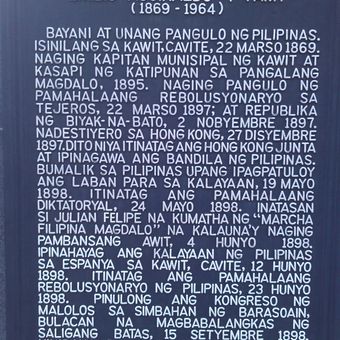 (1869-1964)
BAYANI AT UNANG PANGULO NG PILIPINAS.
ISINILANG SA KAWIT, CAVITE, 22 MARSO 1869.
NAGING KAPITAN MUNISIPAL NG KAWIT AT
KASAPI NG KATIPUNAN SA PANGALANG
MAGDALO, 1895. NAGING PANGULO NG
PAMAHALAANG REBOLUSYONARYO SA
TEJEROS, 22 MARSO 1897; AT REPUBLIKA
NG BIYAK-NA-BATO, 2 NOBYEMBRE 1897.
NADESTIYERO SA HONG KONG, 27 DISYEMBRE
1897. DITO NIYA ITINATAG ANG HONG KONG JUNTA
AT IPINAGAWA ANG BANDILA NG PILIPINAS.
BUMALIK SA PILIPINAS UPANG IPAGPATULOY
ANG LABAN PARA SA KALAYAAN, 19 MAYO
1898. ITINATAG ANG PAMAHALAANG
DIKTATORYAL, 24 MAYO 1898. INATASAN
SI JULIAN FELIPE NA KUMATHA NG "MARCHA
FILIPINA MAGDALO" NA KALAUNA'Y NAGING
PAMBANSANG AWIT, 4 HUNYO 1898.
IPINAHAYAG ANG KALAYAAN NG PILIPINAS
SA ESPANYA SA KAWIT, CAVITE, 12 HUNYO
1898. ITINATAG ANG PAMAHALAANG
REBOLUSYONARYO NG PILIPINAS, 23 HUNYO
1898. PINULONG ANG KONGRESO NG
MALOLOS SA SIMBAHAN NG BARASOAIN,
BULACAN NA MAGBABALANGKAS NG
SALIGANG BATAS, 15 SETYEMBRE 1898.